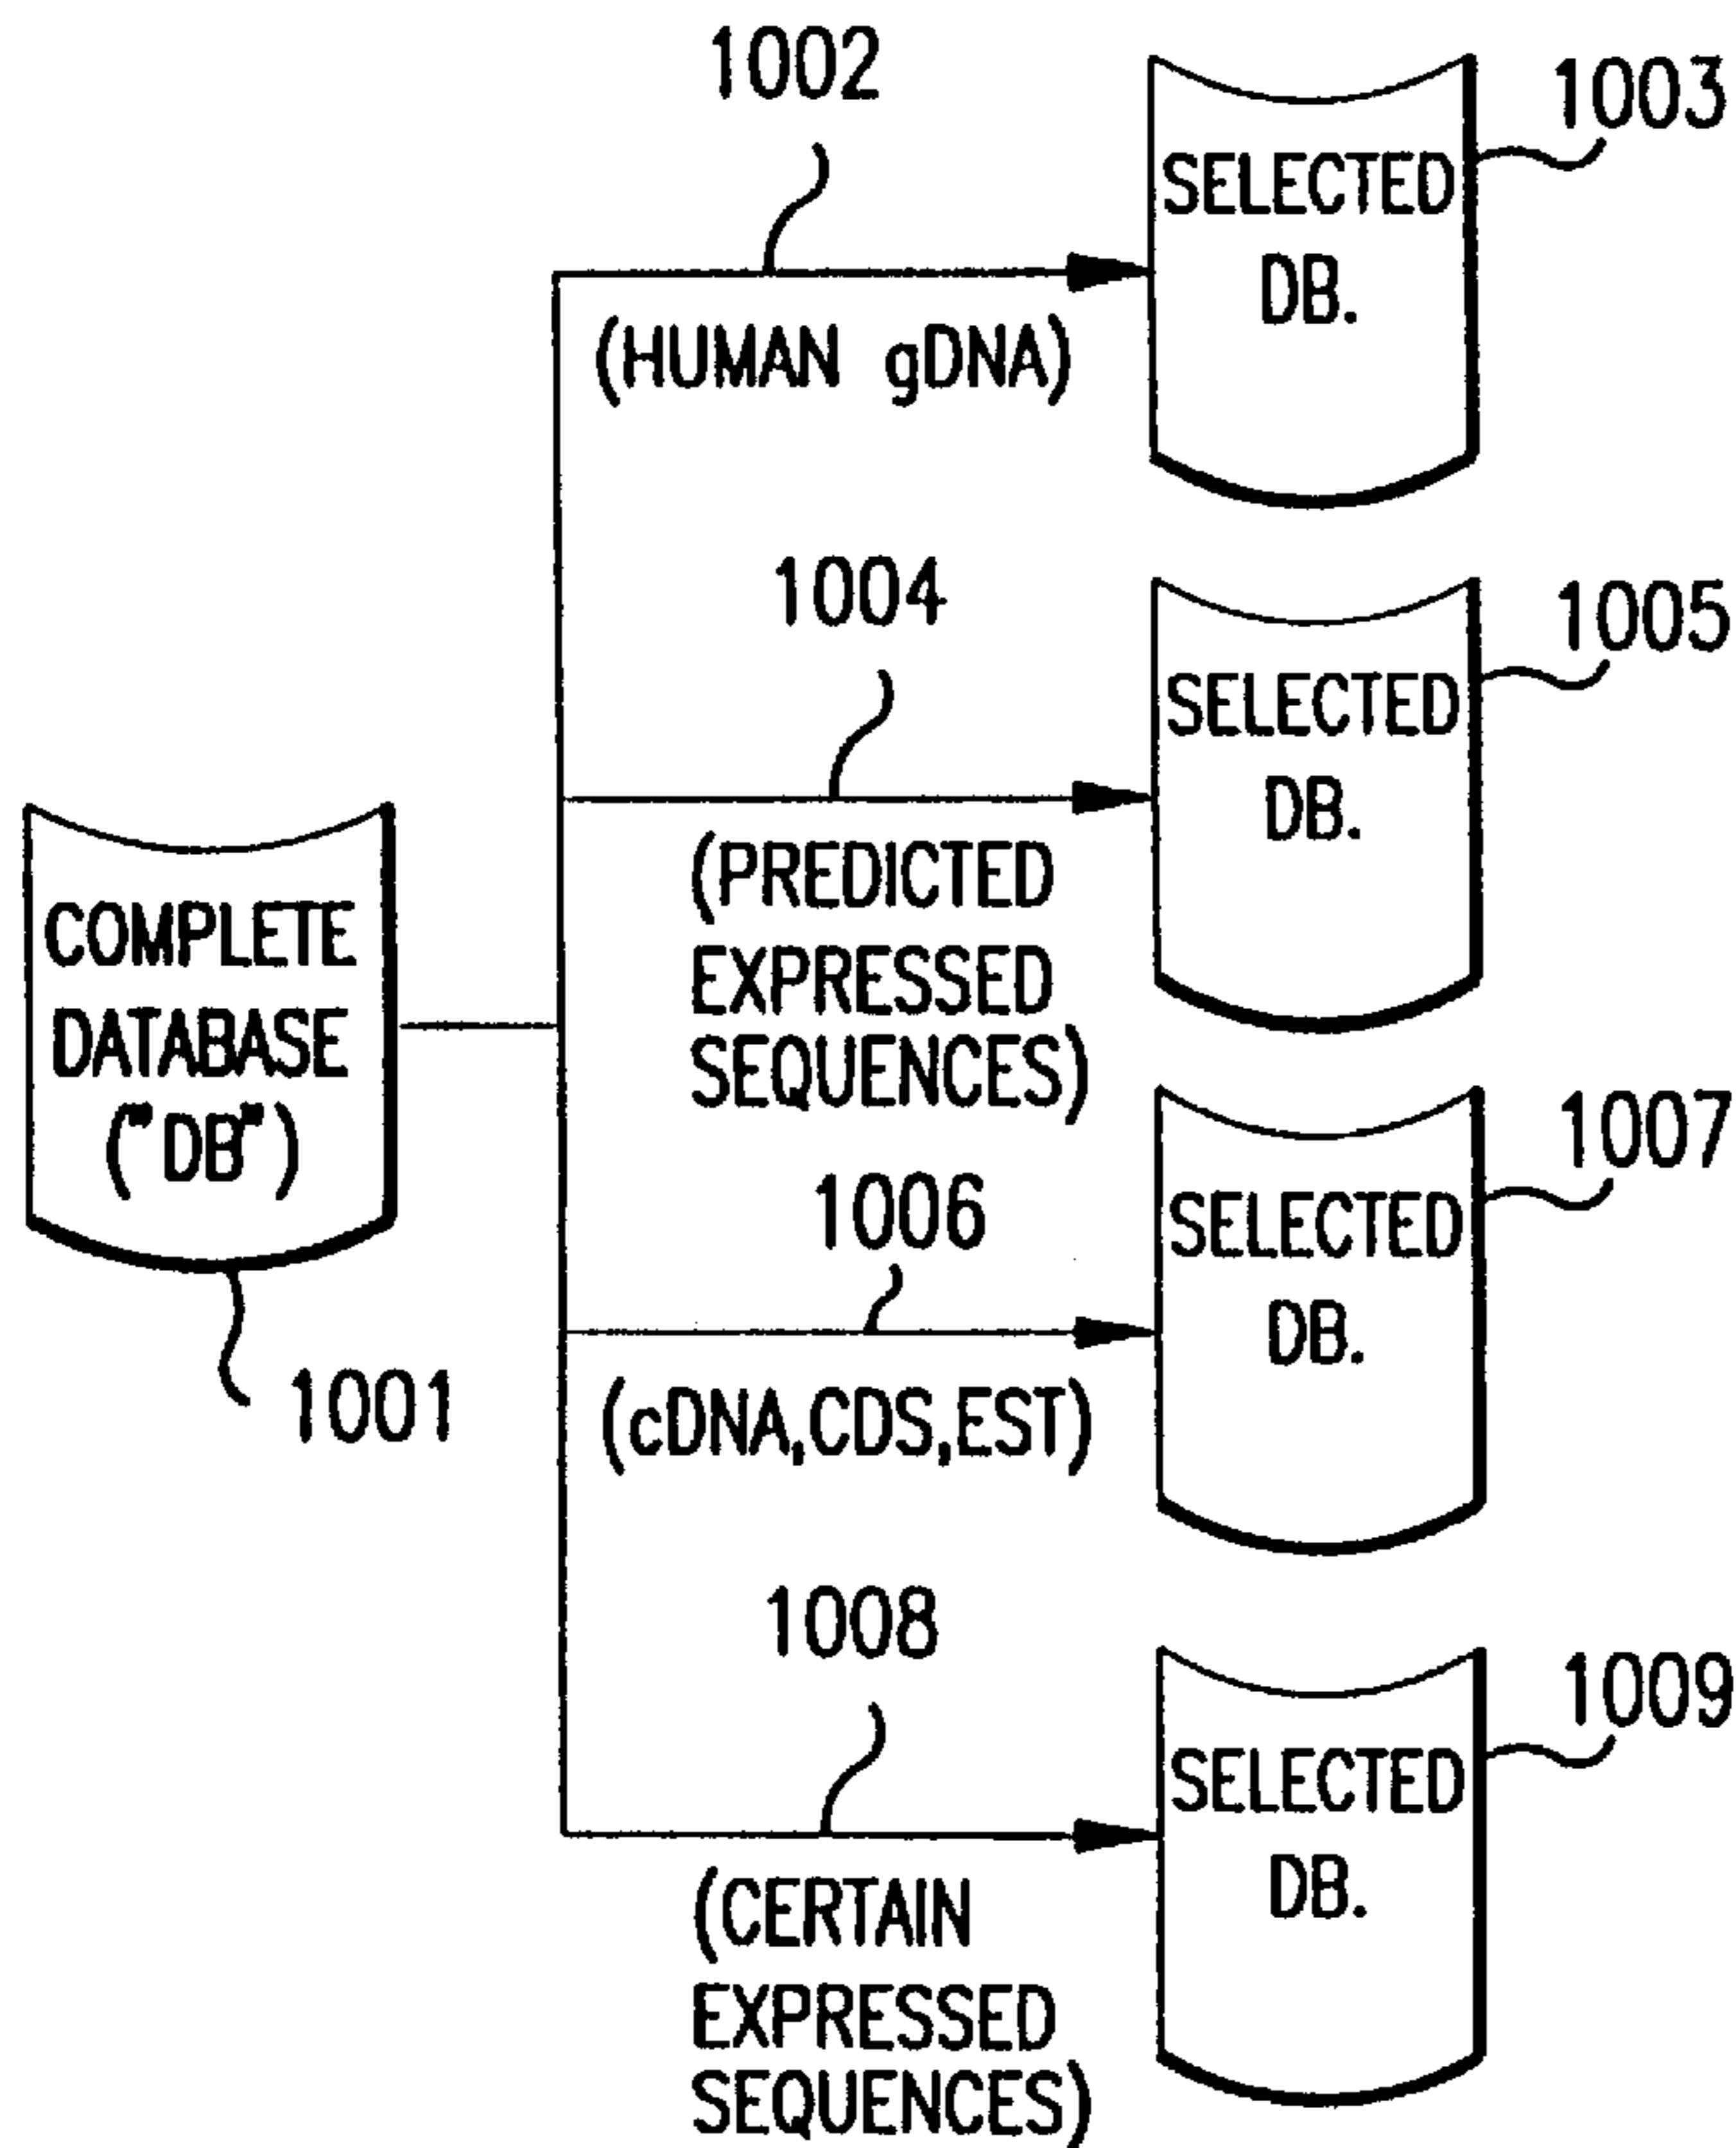 1002
1003
SELECTED
DB.
(HUMAN gDNA)
1004
1005
SELECTED
DB.
(PREDICTED
EXPRESSED
SEQUENCES)
COMPLETE
DATABASE
("DB")
1001
1006
1007
SELECTED
DB.
(cDNA,CDS,EST)
1008
1009
SELECTED
DB.
(CERTAIN
EXPRESSED
SEQUENCES)